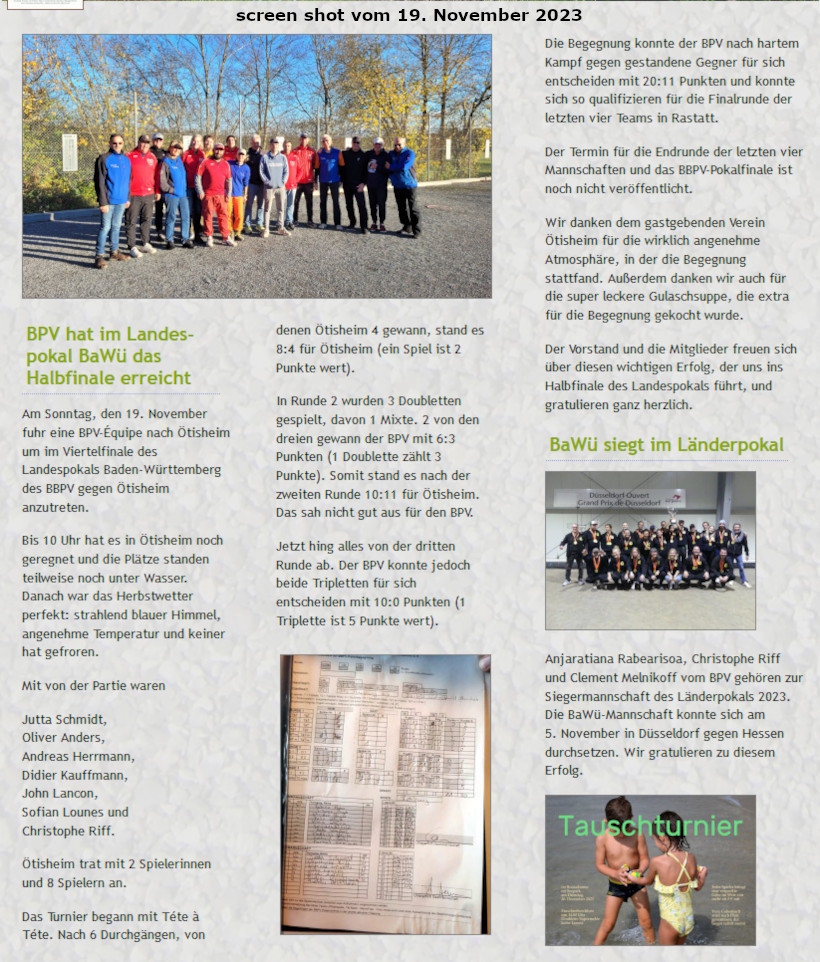 screen shot vom 19. November 2023
BPV hat im Landes-
pokal BaWü das
Halbfinale erreicht
Am Sonntag, den 19. November
fuhr eine BPV-Équipe nach Ötisheim
um im Viertelfinale des
Landespokals Baden-Württemberg
des BBPV gegen Ötisheim
anzutreten.
Bis 10 Uhr hat es in Ötisheim noch
geregnet und die Plätze standen
teilweise noch unter Wasser.
Danach war das Herbstwetter
perfekt: strahlend blauer Himmel,
angenehme Temperatur und keiner
hat gefroren.
Mit von der Partie waren
Jutta Schmidt,
Oliver Anders,
Andreas Herrmann,
Didier Kauffmann,
John Lancon,
Sofian Lounes und
Christophe Riff.
Ötisheim trat mit 2 Spielerinnen
und 8 Spielern an.
Das Turnier begann mit Téte à
Téte. Nach 6 Durchgängen, von
denen Ötisheim 4 gewann, stand es
8:4 für Ötisheim (ein Spiel ist 2
Punkte wert).
In Runde 2 wurden 3 Doubletten
gespielt, davon 1 Mixte. 2 von den
dreien gewann der BPV mit 6:3
Punkten (1 Doublette zählt 3
Punkte). Somit stand es nach der
zweiten Runde 10:11 für Ötisheim.
Das sah nicht gut aus für den BPV.
Jetzt hing alles von der dritten
Runde ab. Der BPV konnte jedoch
beide Tripletten für sich
entscheiden mit 10:0 Punkten (1
Triplette ist 5 Punkte wert).
Die Begegnung konnte der BPV nach hartem
Kampf gegen gestandene Gegner für sich
entscheiden mit 20:11 Punkten und konnte
sich so qualifizieren für die Finalrunde der
letzten vier Teams in Rastatt.
Der Termin für die Endrunde der letzten vier
Mannschaften und das BBPV-Pokalfinale ist
noch nicht veröffentlicht.
Wir danken dem gastgebenden Verein
Ötisheim für die wirklich angenehme
Atmosphäre, in der die Begegnung
stattfand. Außerdem danken wir auch für
die super leckere Gulaschsuppe, die extra
für die Begegnung gekocht wurde.
Der Vorstand und die Mitglieder freuen sich
über diesen wichtigen Erfolg, der uns ins
Halbfinale des Landespokals führt, und
gratulieren ganz herzlich.
BaWü siegt im Länderpokal
Düsseldorf-Ouvert
Grand Prix de Düsseldorf
Anjaratiana Rabearisoa, Christophe Riff
und Clement Melnikoff vom BPV gehören zur
Siegermannschaft des Länderpokals 2023.
Die BaWü-Mannschaft konnte sich am
5. November in Düsseldorf gegen Hessen
durchsetzen. Wir gratulieren zu diesem
Erfolg.
Tauschturnier